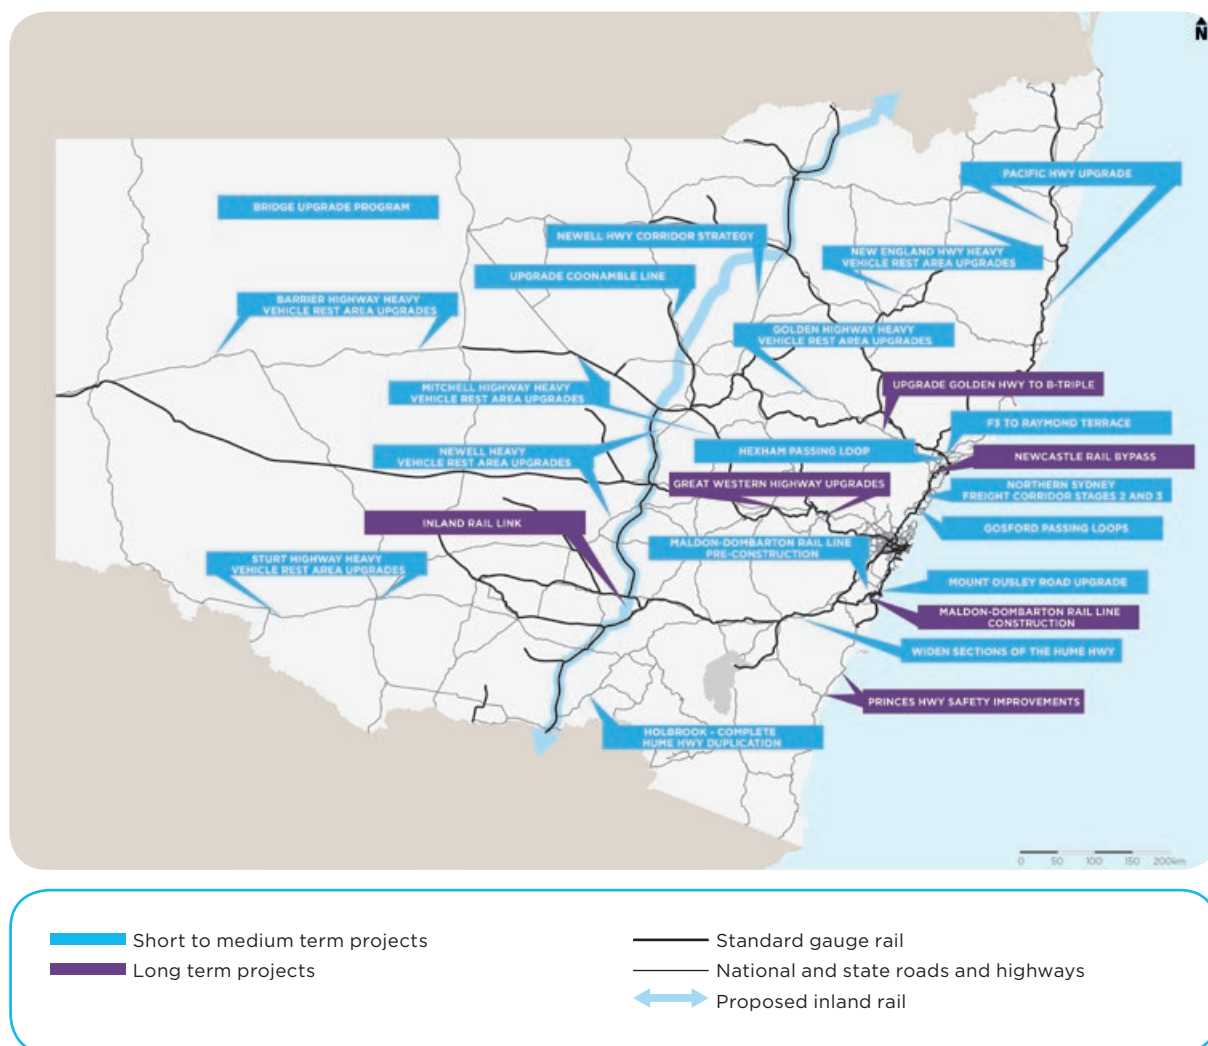 N
PACIFIC HWY UPGRADE
BRIDGE UPGRADE PROGRAM
NEWELL HWY CORRIDOR STRATEGY
NEW ENGLAND HWY HEAVY
VEHICLE REST AREA UPGRADES
UPGRADE COONAMBLE LINE
BARRIER HIGHWAY HEAVY
VEHICLE REST AREA UPGRADES
GOLDEN HIGHWAY HEAVY
VEHICLE REST AREA UPGRADES
MITCHELL HIGHWAY HEAVY
VEHICLE REST AREA UPGRADES
UPGRADE GOLDEN HWY TO B-TRIPLE
F3 TO RAYMOND TERRACE
HEXHAM PASSING LOOP
NEWELL HEAVY
VEHICLE REST AREA UPGRADES
NEWCASTLE RAIL BYPASS
GREAT WESTERN HIGHWAY UPGRADES
NORTHERN SYDNEY
FREIGHT CORRIDOR STAGES 2 AND 3
INLAND RAIL LINK
GOSFORD PASSING LOOPS
MALDON-DOMBARTON RAIL LINE
PRE-CONSTRUCTION
STURT HIGHWAY HEAVY
VEHICLE REST AREA UPGRADES
MOUNT OUSLEY ROAD UPGRADE
MALDON-DOMBARTON RAIL LINE
CONSTRUCTION
WIDEN SECTIONS OF THE HUME HWY
PRINCES HWY SAFETY IMPROVEMENTS
HOLBROOK - COMPLETE
HUME HWY DUPLICATION
0 50 100 150 200km
Short to medium term projects
Long term projects
Standard gauge rail
National and state roads and highways
Proposed inland rail